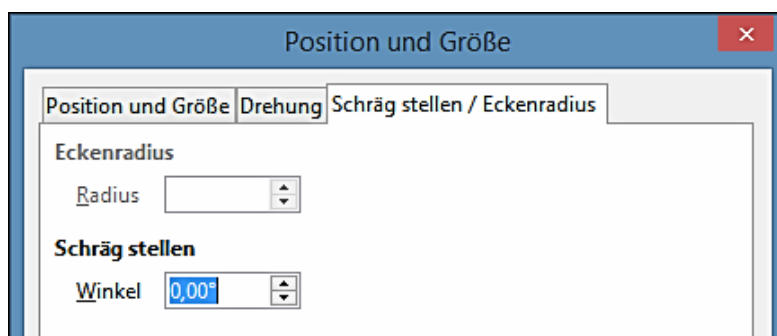 Position und Größe
Position und Größe Drehung Schräg stellen / Eckenradius
Eckenradius
Radius
Schräg stellen
Winkel 0,00°